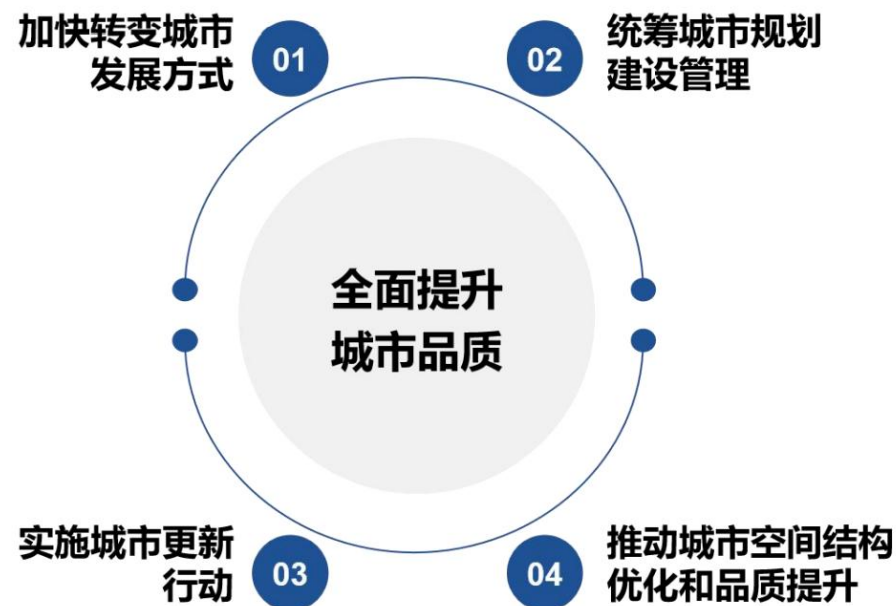 加快转变城市
发展方式
01
02
统筹城市规划
建设管理
全面提升
城市品质
实施城市更新
行动
03
04
推动城市空间结构
优化和品质提升